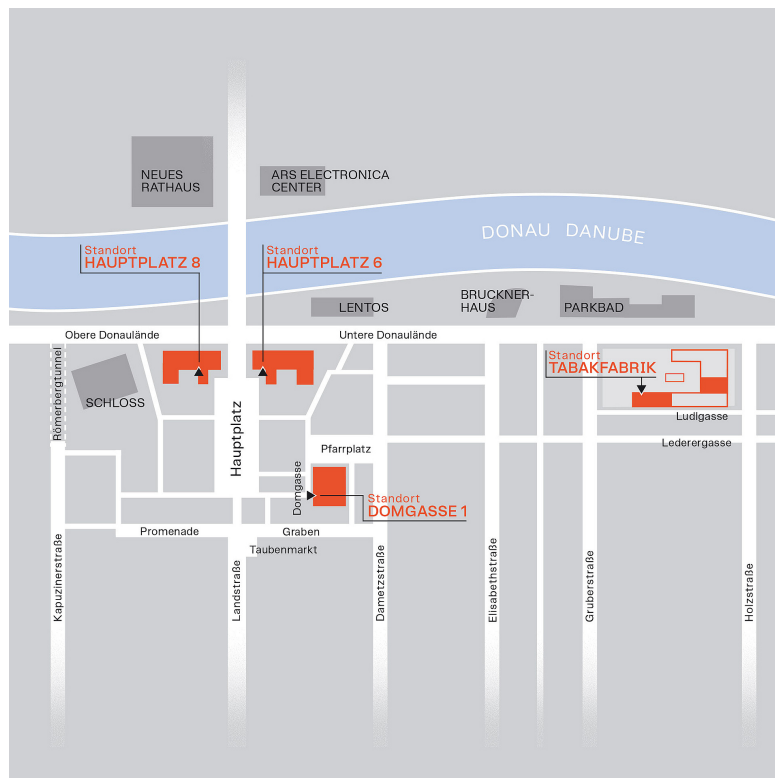 NEUES
RATHAUS
ARS ELECTRONICA
CENTER
DONAU DANUBE
Standort
HAUPTPLATZ 8
Standort
HAUPTPLATZ 6
LENTOS
BRUCKNER-
HAUS
PARKBAD
Obere Donaulände
Untere Donaulände
Römerbergtunnel
SCHLOSS
Standort
TABAKFABRIK
Ludlgasse
Lederergasse
Hauptplatz
Pfarrplatz
Domgasse
Standort
DOMGASSE 1
Promenade
Graben
Taubenmarkt
Kapuzinerstraße
Landstraße
Dametzstraße
Elisabethstraße
Gruberstraße
Holzstraße